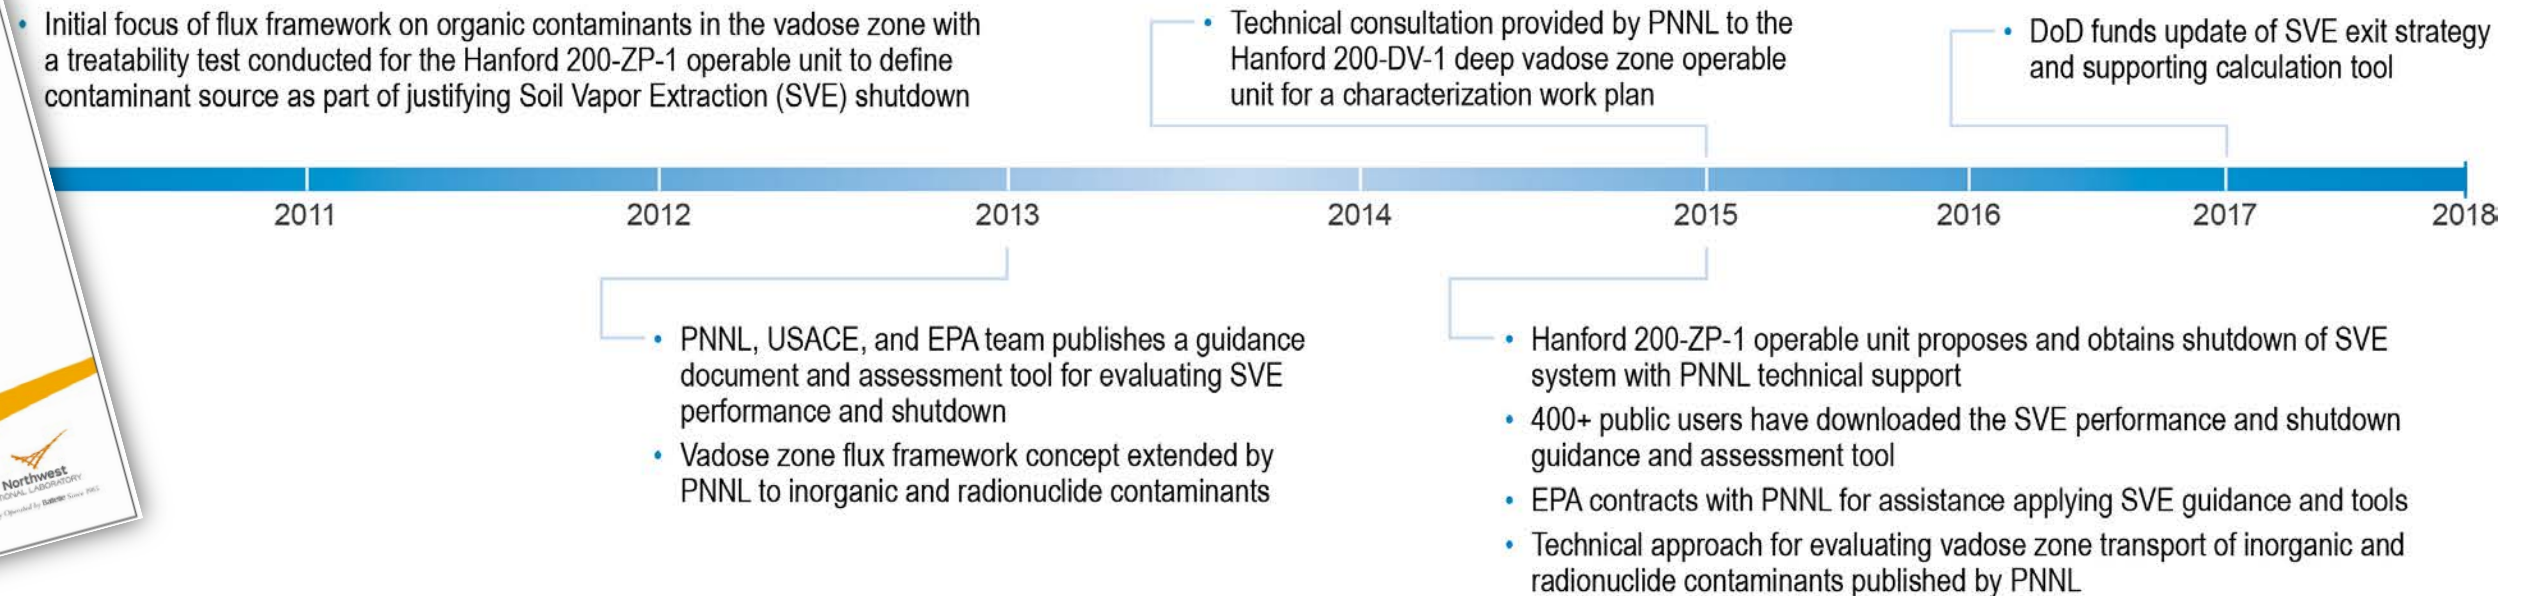 • Initial focus of flux framework on organic contaminants in the vadose zone with
a treatability test conducted for the Hanford 200-ZP-1 operable unit to define
contaminant source as part of justifying Soil Vapor Extraction (SVE) shutdown
• Technical consultation provided by PNNL to the
Hanford 200-DV-1 deep vadose zone operable
unit for a characterization work plan
• DoD funds update of SVE exit strategy
and supporting calculation tool
2011 2012 2013 2014 2015 2016 2017 2018
• PNNL, USACE, and EPA team publishes a guidance
document and assessment tool for evaluating SVE
performance and shutdown
• Vadose zone flux framework concept extended by
PNNL to inorganic and radionuclide contaminants
• Hanford 200-ZP-1 operable unit proposes and obtains shutdown of SVE
system with PNNL technical support
• 400+ public users have downloaded the SVE performance and shutdown
guidance and assessment tool
• EPA contracts with PNNL for assistance applying SVE guidance and tools
• Technical approach for evaluating vadose zone transport of inorganic and
radionuclide contaminants published by PNNL
Northwest
LABORATORY
Operated by Battelle Since 1965